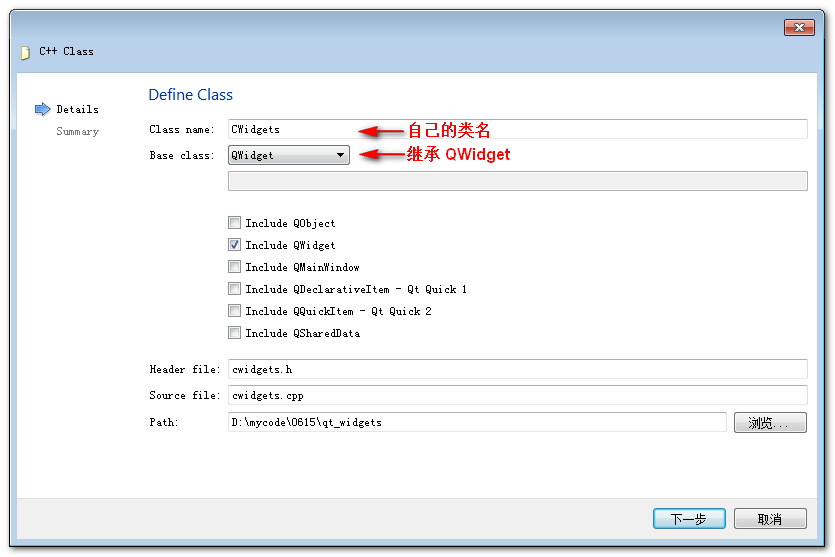 C++ Class
Details
Summary
Define Class
Class name: CWidgets 自己的类名
Base class: QWidget 继承 QWidget
Include QObject
Include QWidget
Include QMainWindow
Include QDeclarativeItem - Qt Quick 1
Include QQuickItem - Qt Quick 2
Include QSharedData
Header file: cwidgets.h
Source file: cwidgets.cpp
Path: D:\mycode\0615\qt_widgets 浏览...
下一步 取消